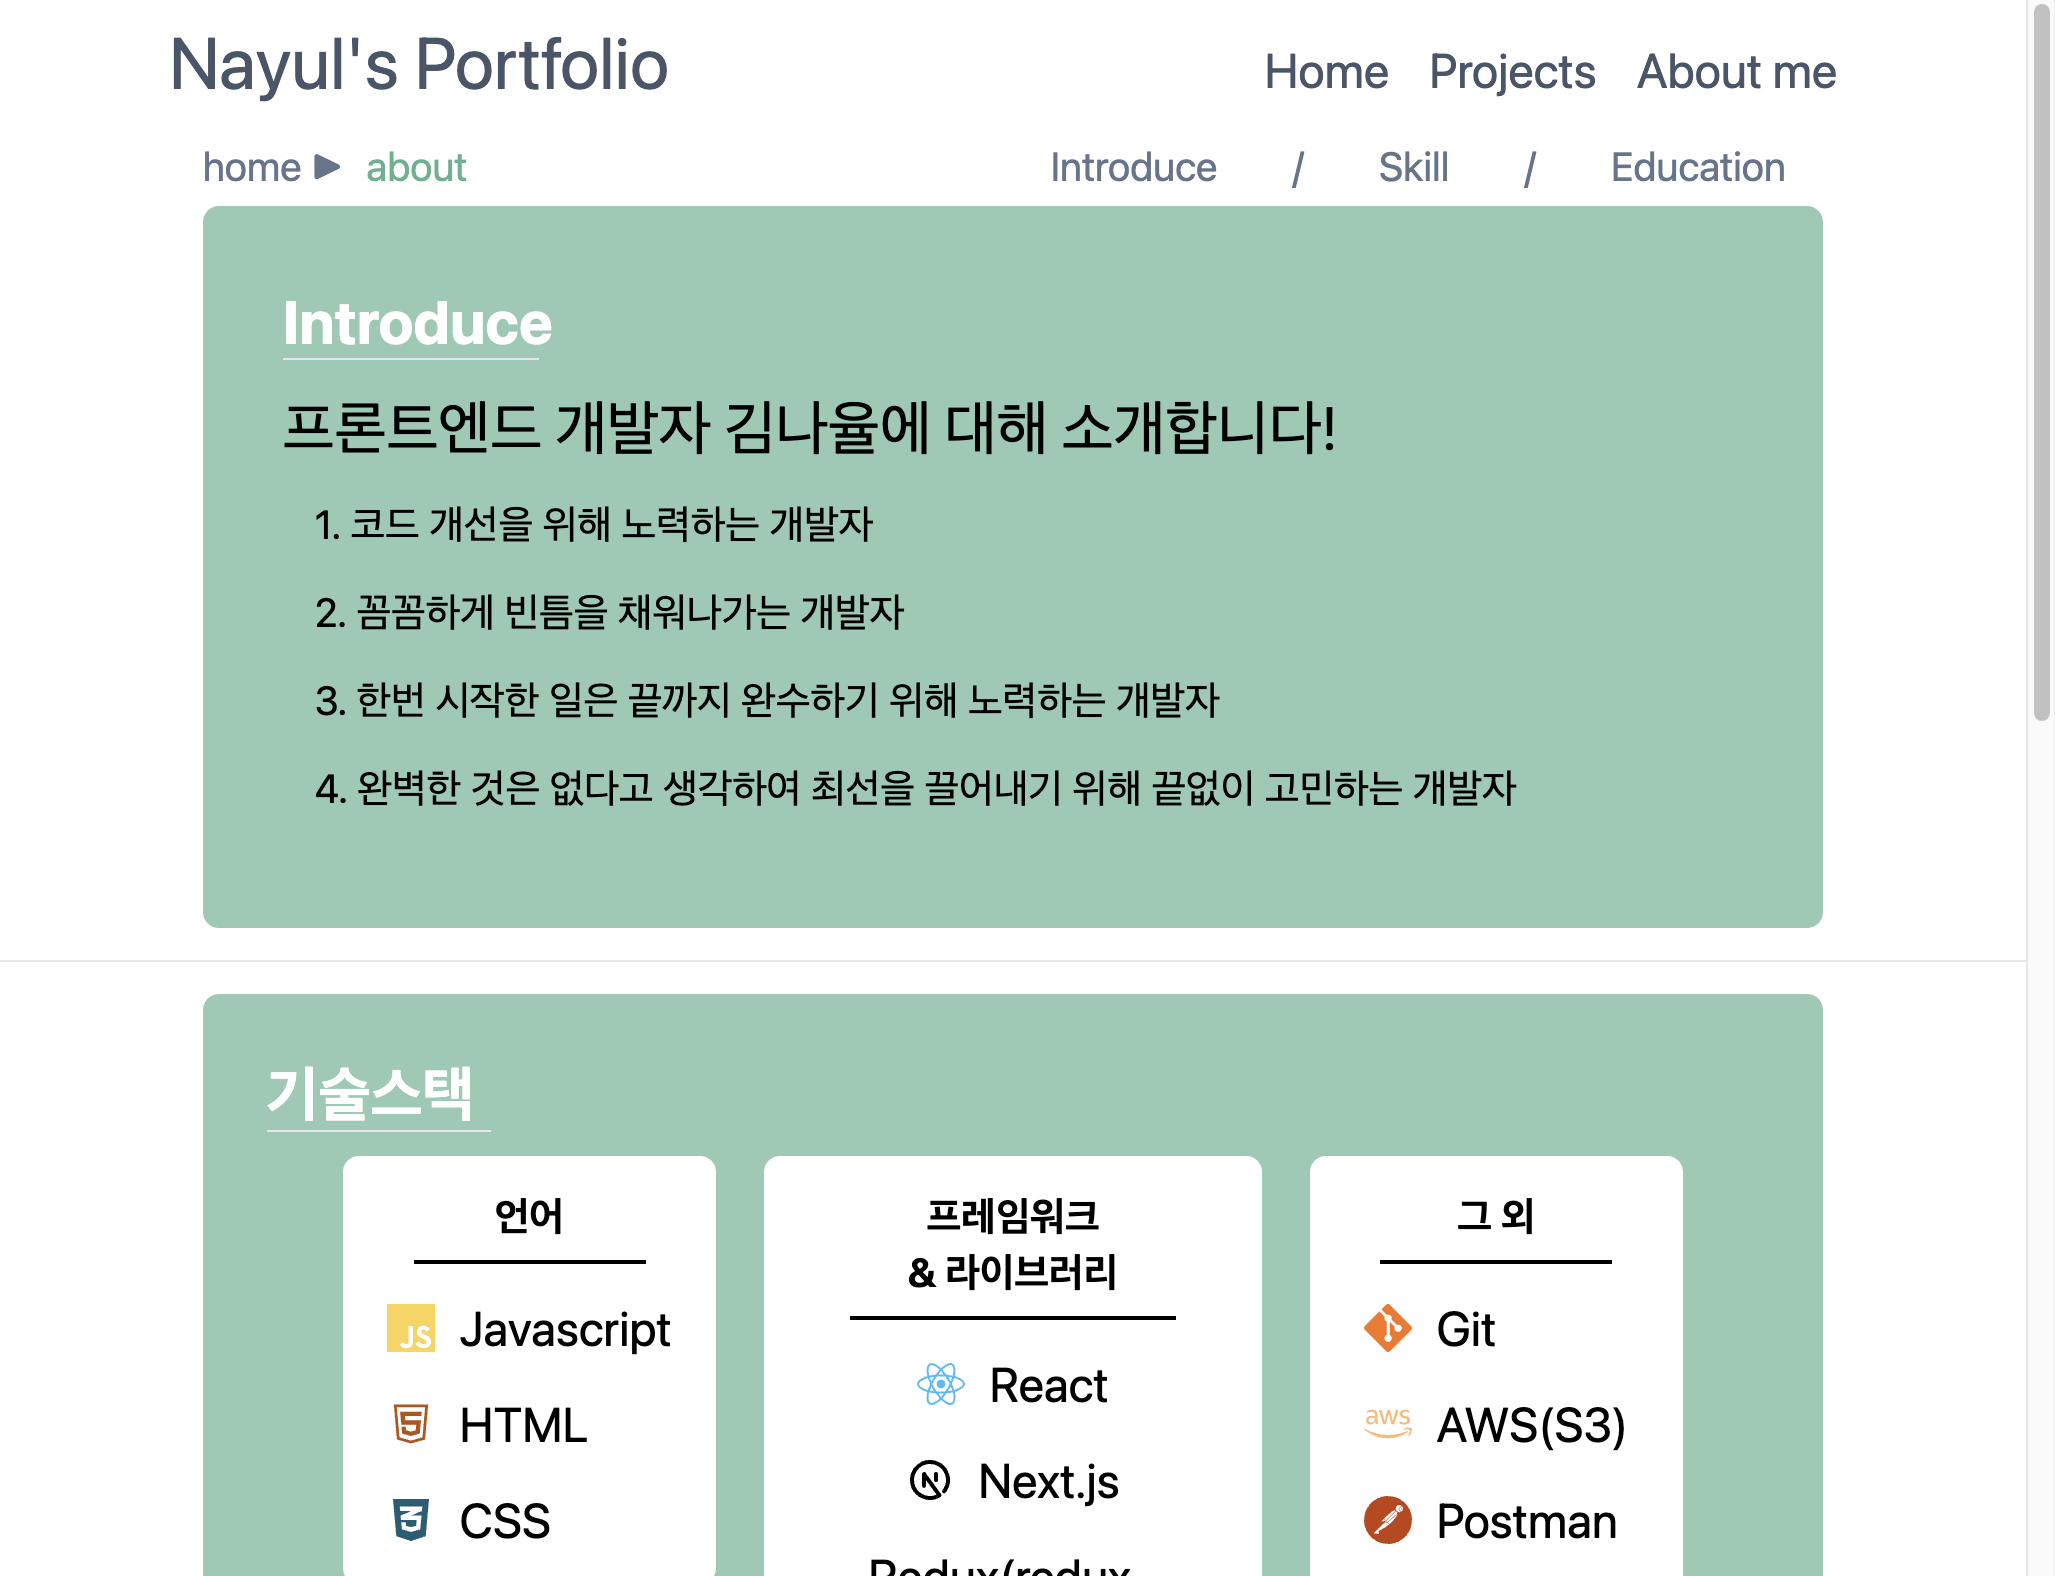 Nayul's Portfolio
Home Projects About me
home ▶ about
Introduce / Skill / Education
Introduce
프론트엔드 개발자 김나율에 대해 소개합니다!
1. 코드 개선을 위해 노력하는 개발자
2. 꼼꼼하게 빈틈을 채워나가는 개발자
3. 한번 시작한 일은 끝까지 완수하기 위해 노력하는 개발자
4. 완벽한 것은 없다고 생각하여 최선을 끌어내기 위해 끝없이 고민하는 개발자
기술스택
언어
JS Javascript
HTML
CSS
프레임워크
& 라이브러리
React
Next.js
Redux(redux
그 외
Git
aws AWS(S3)
Postman